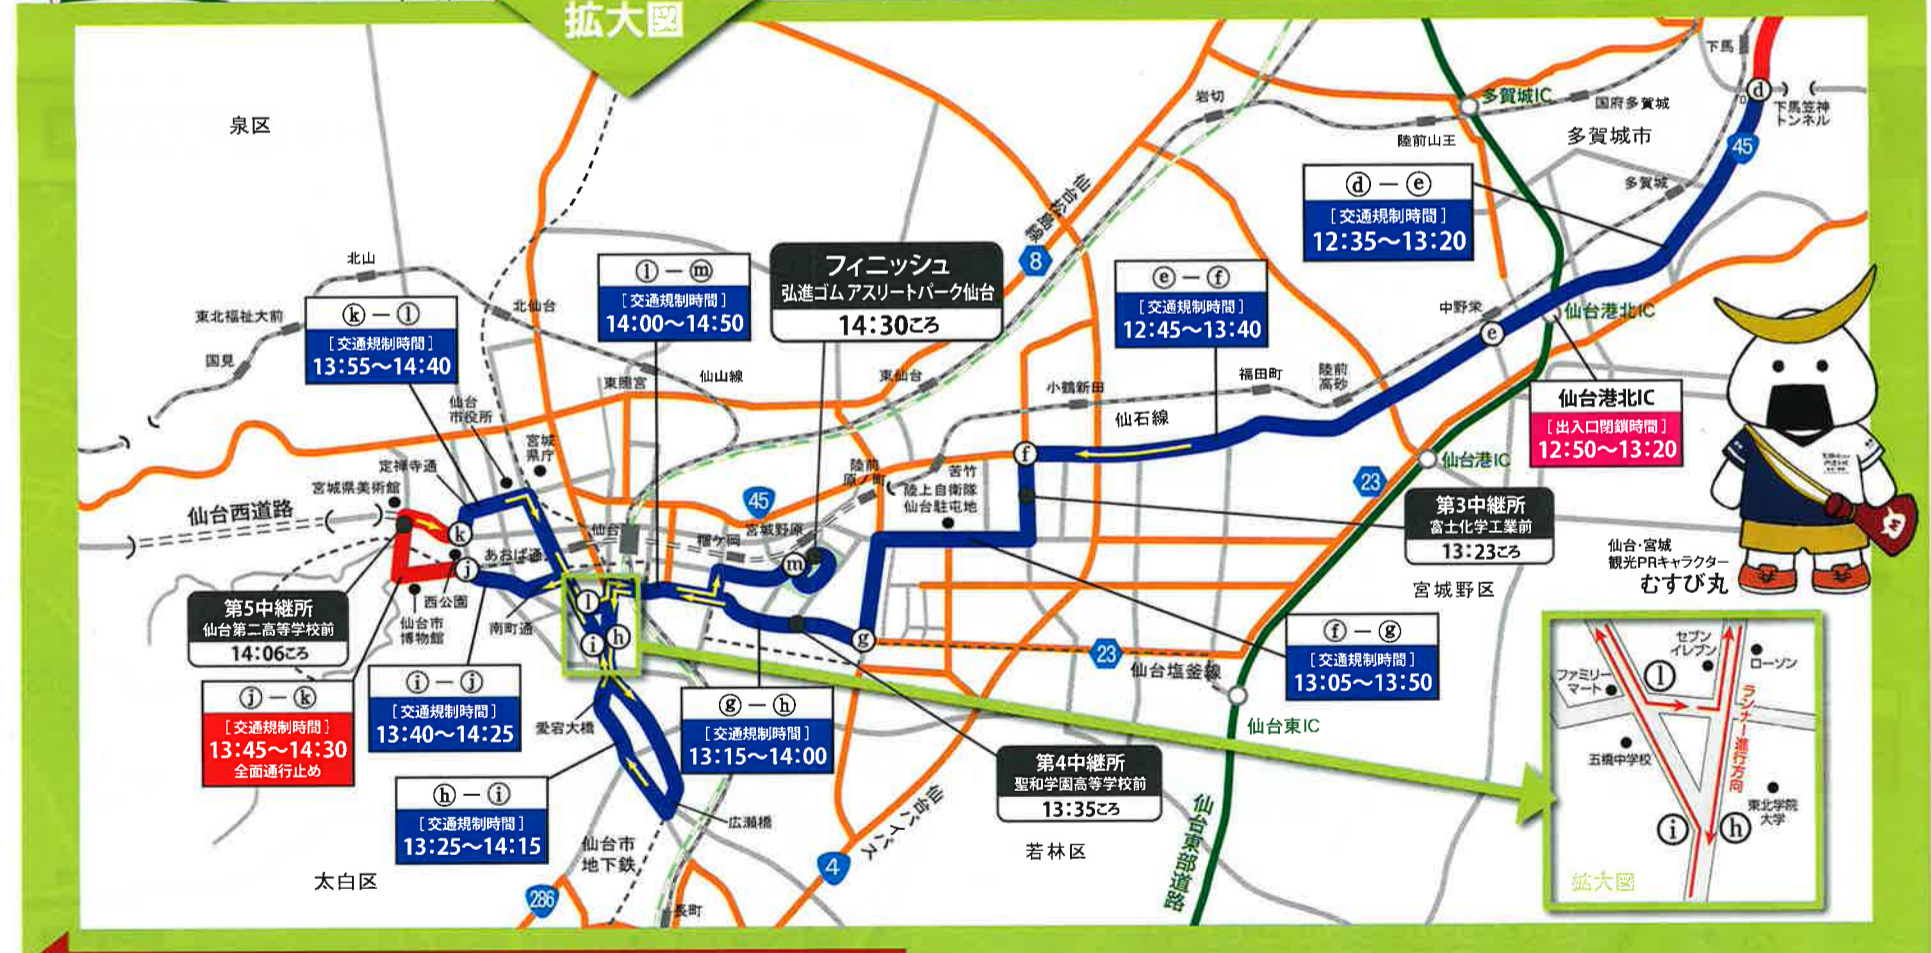 拡大図
泉区
下馬
d
下馬笠神
トンネル
岩切
多賀城IC
国府多賀城
陸前山王
多賀城市
45
多賀城
ⓓ－ⓔ
[交通規制時間]
12:35～13:20
仙台松島線
8
北山
北仙台
東北福祉大前
国見
ⓚ－ⓛ
[交通規制時間]
13:55～14:40
ⓛ－ⓜ
[交通規制時間]
14:00～14:50
フィニッシュ
弘進ゴム アスリートパーク仙台
14:30ころ
ⓔ－ⓕ
[交通規制時間]
12:45～13:40
中野栄
e
仙台港北IC
仙台港北IC
[出入口閉鎖時間]
12:50～13:20
東照宮
仙山線
東仙台
小鶴新田
福田町
陸前
高砂
仙石線
仙台
市役所
宮城
県庁
定禅寺通
宮城県美術館
仙台西道路
k
あおば通
j
西公園
仙台市
博物館
南町通
仙台
榴ケ岡
宮城野原
45
陸前
原ノ町
苦竹
陸上自衛隊
仙台駐屯地
f
m
仙台港IC
23
第3中継所
富士化学工業前
13:23ころ
宮城野区
仙台・宮城
観光PRキャラクター
むすび丸
第5中継所
仙台第二高等学校前
14:06ころ
l
i
h
g
23
仙台塩釜線
仙台東IC
ⓕ－ⓖ
[交通規制時間]
13:05～13:50
ⓙ－ⓚ
[交通規制時間]
13:45～14:30
全面通行止め
ⓘ－ⓙ
[交通規制時間]
13:40～14:25
愛宕大橋
ⓖ－ⓗ
[交通規制時間]
13:15～14:00
第4中継所
聖和学園高等学校前
13:35ころ
ⓗ－ⓘ
[交通規制時間]
13:25～14:15
広瀬橋
仙台市
地下鉄
太白区
286
長町
4
仙台バイパス
若林区
仙台東部道路
セブン
イレブン
ローソン
ファミリー
マート
l
ランナー進行方向
五橋中学校
東北学院
大学
i
h
拡大図